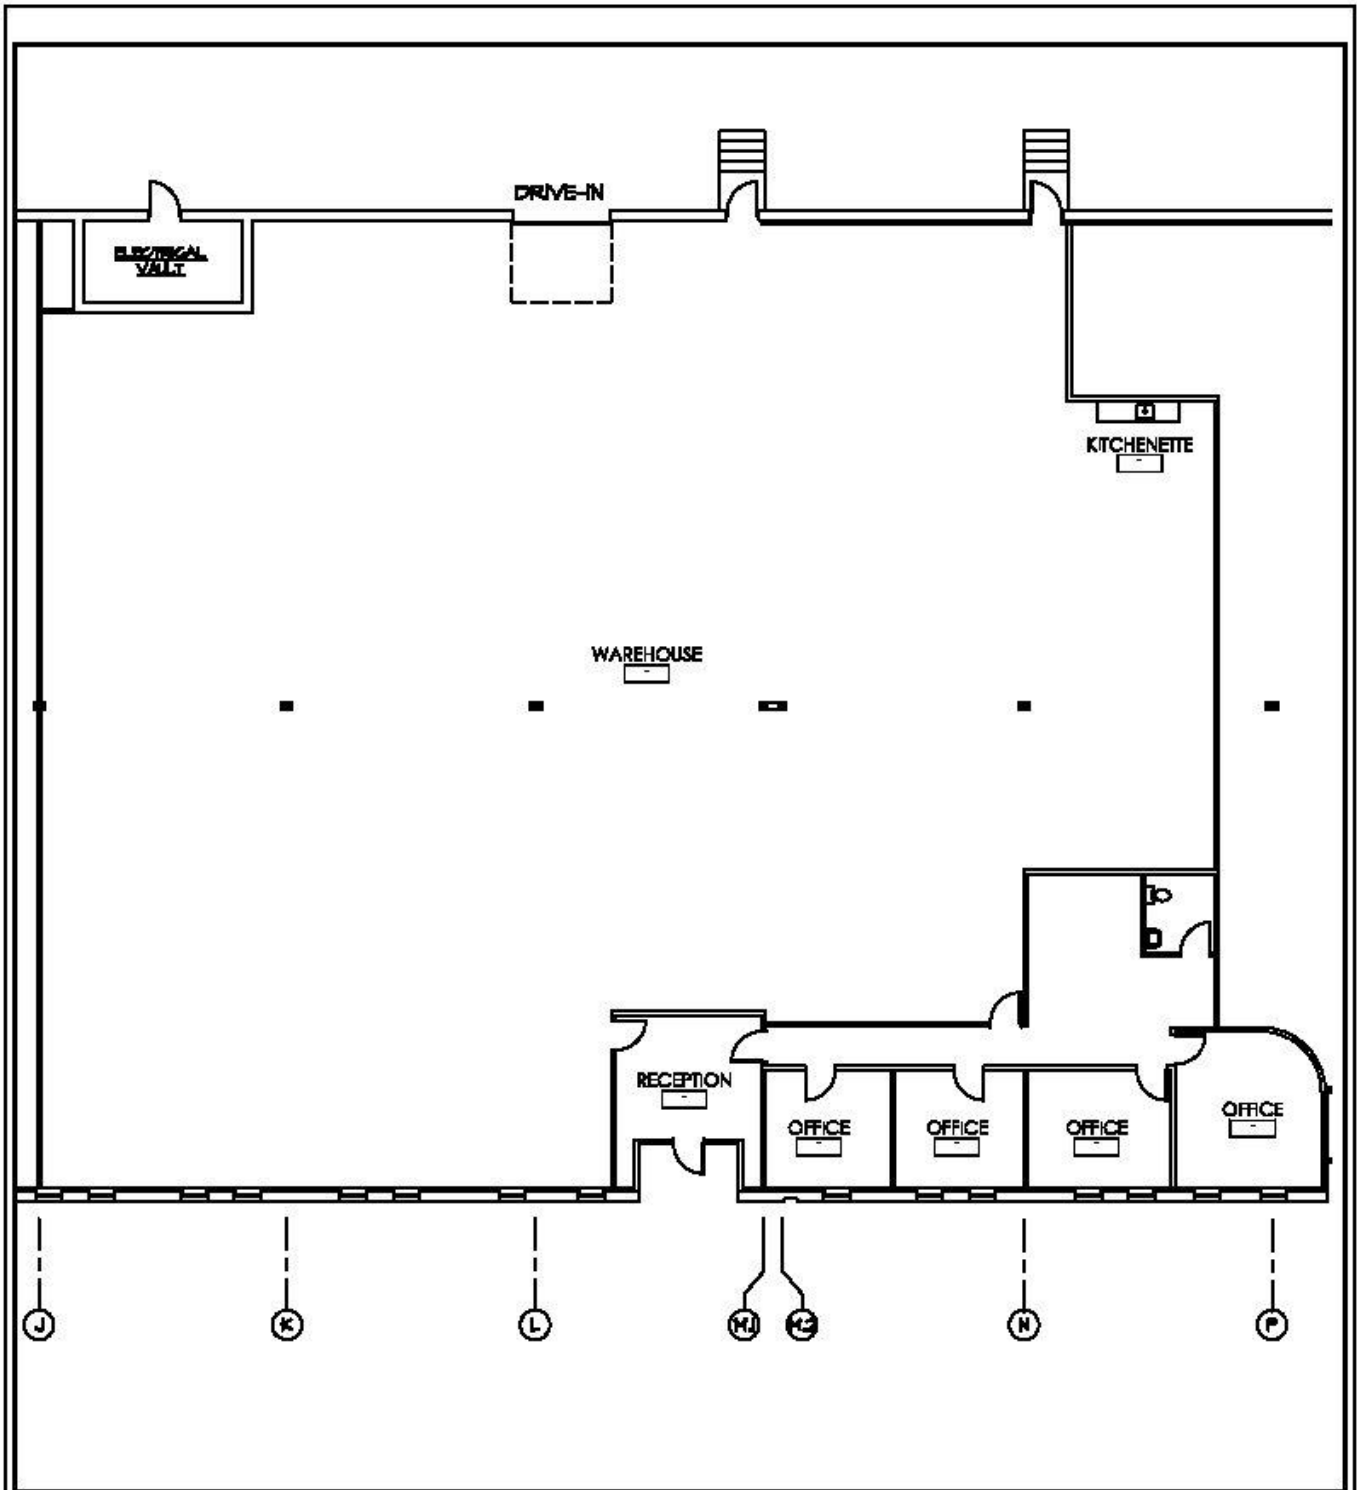 DRIVE-IN
ELECTRICAL
VAULT
KITCHENETTE
WAREHOUSE
RECEPTION
OFFICE
OFFICE
OFFICE
OFFICE
J
K
L
M.1
M.2
N
P